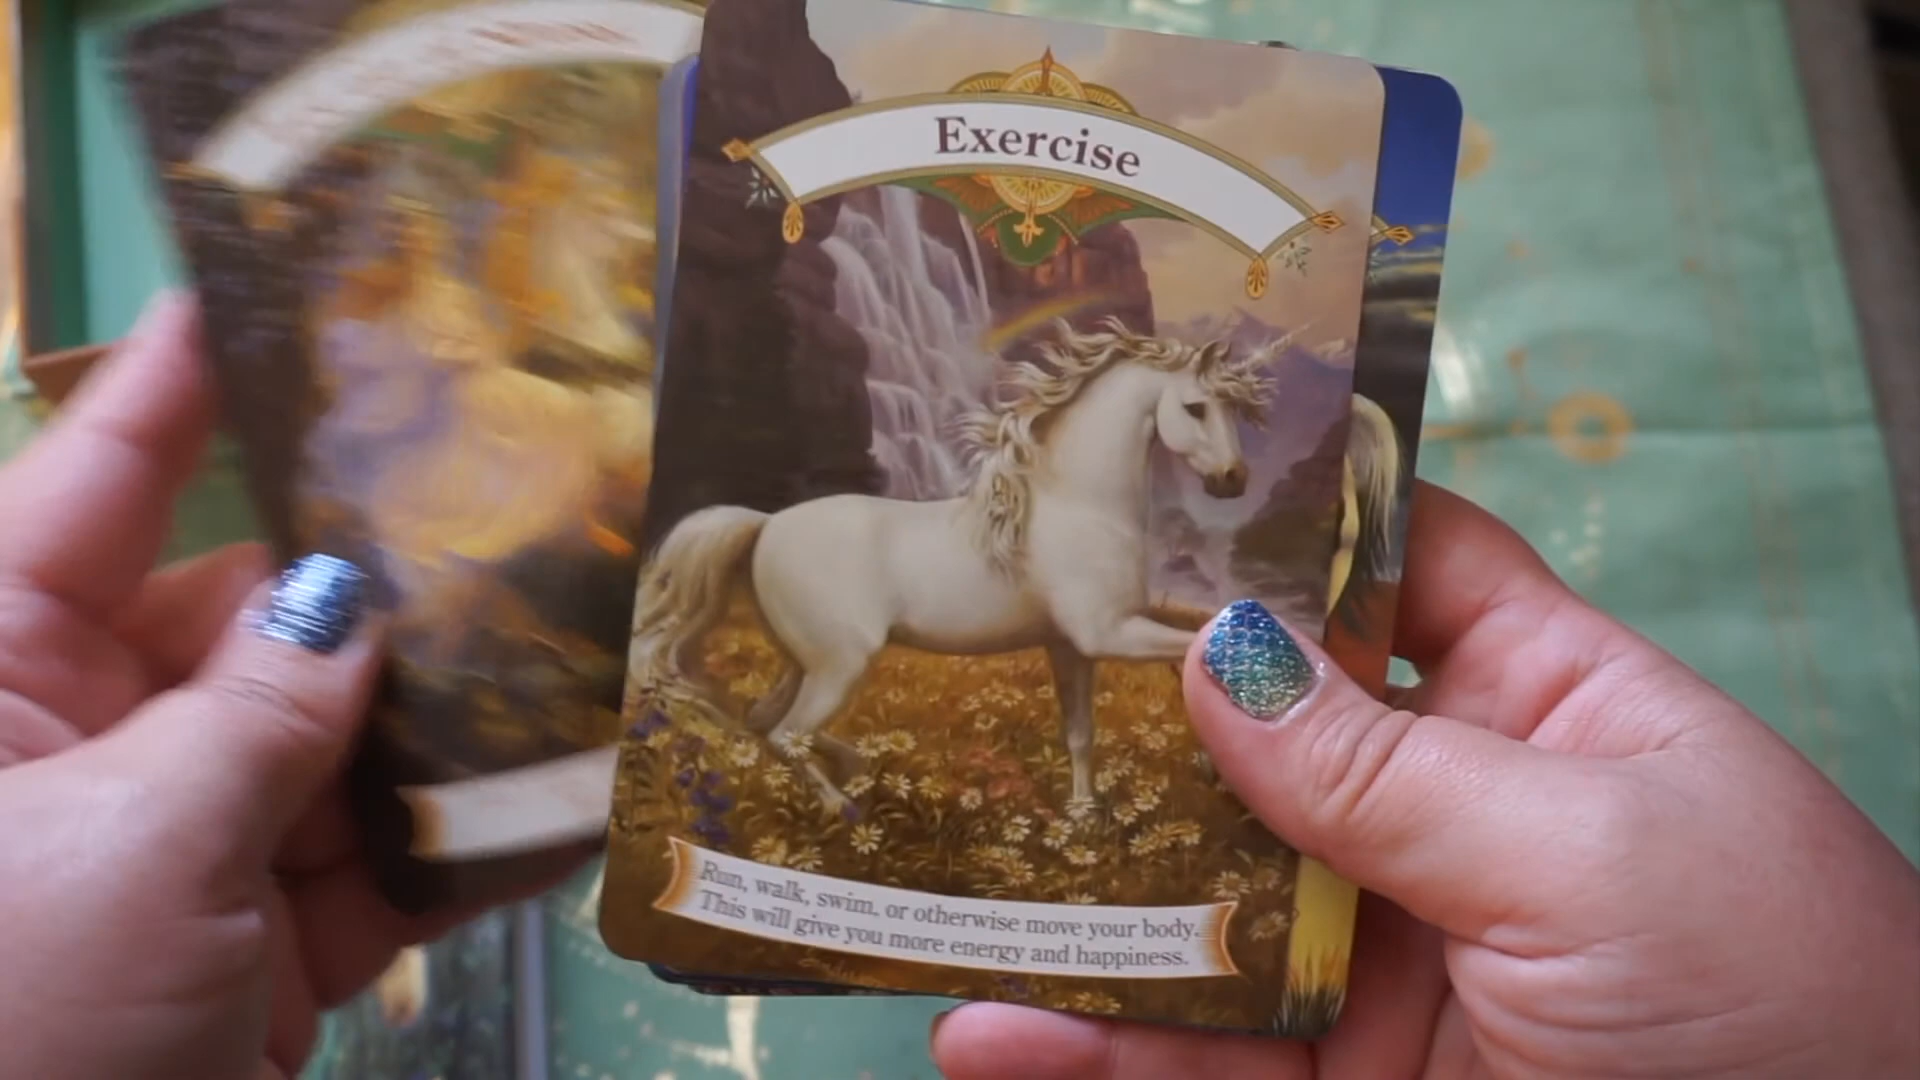 Exercise
Run, walk, swim, or otherwise move your body.
This will give you more energy and happiness.